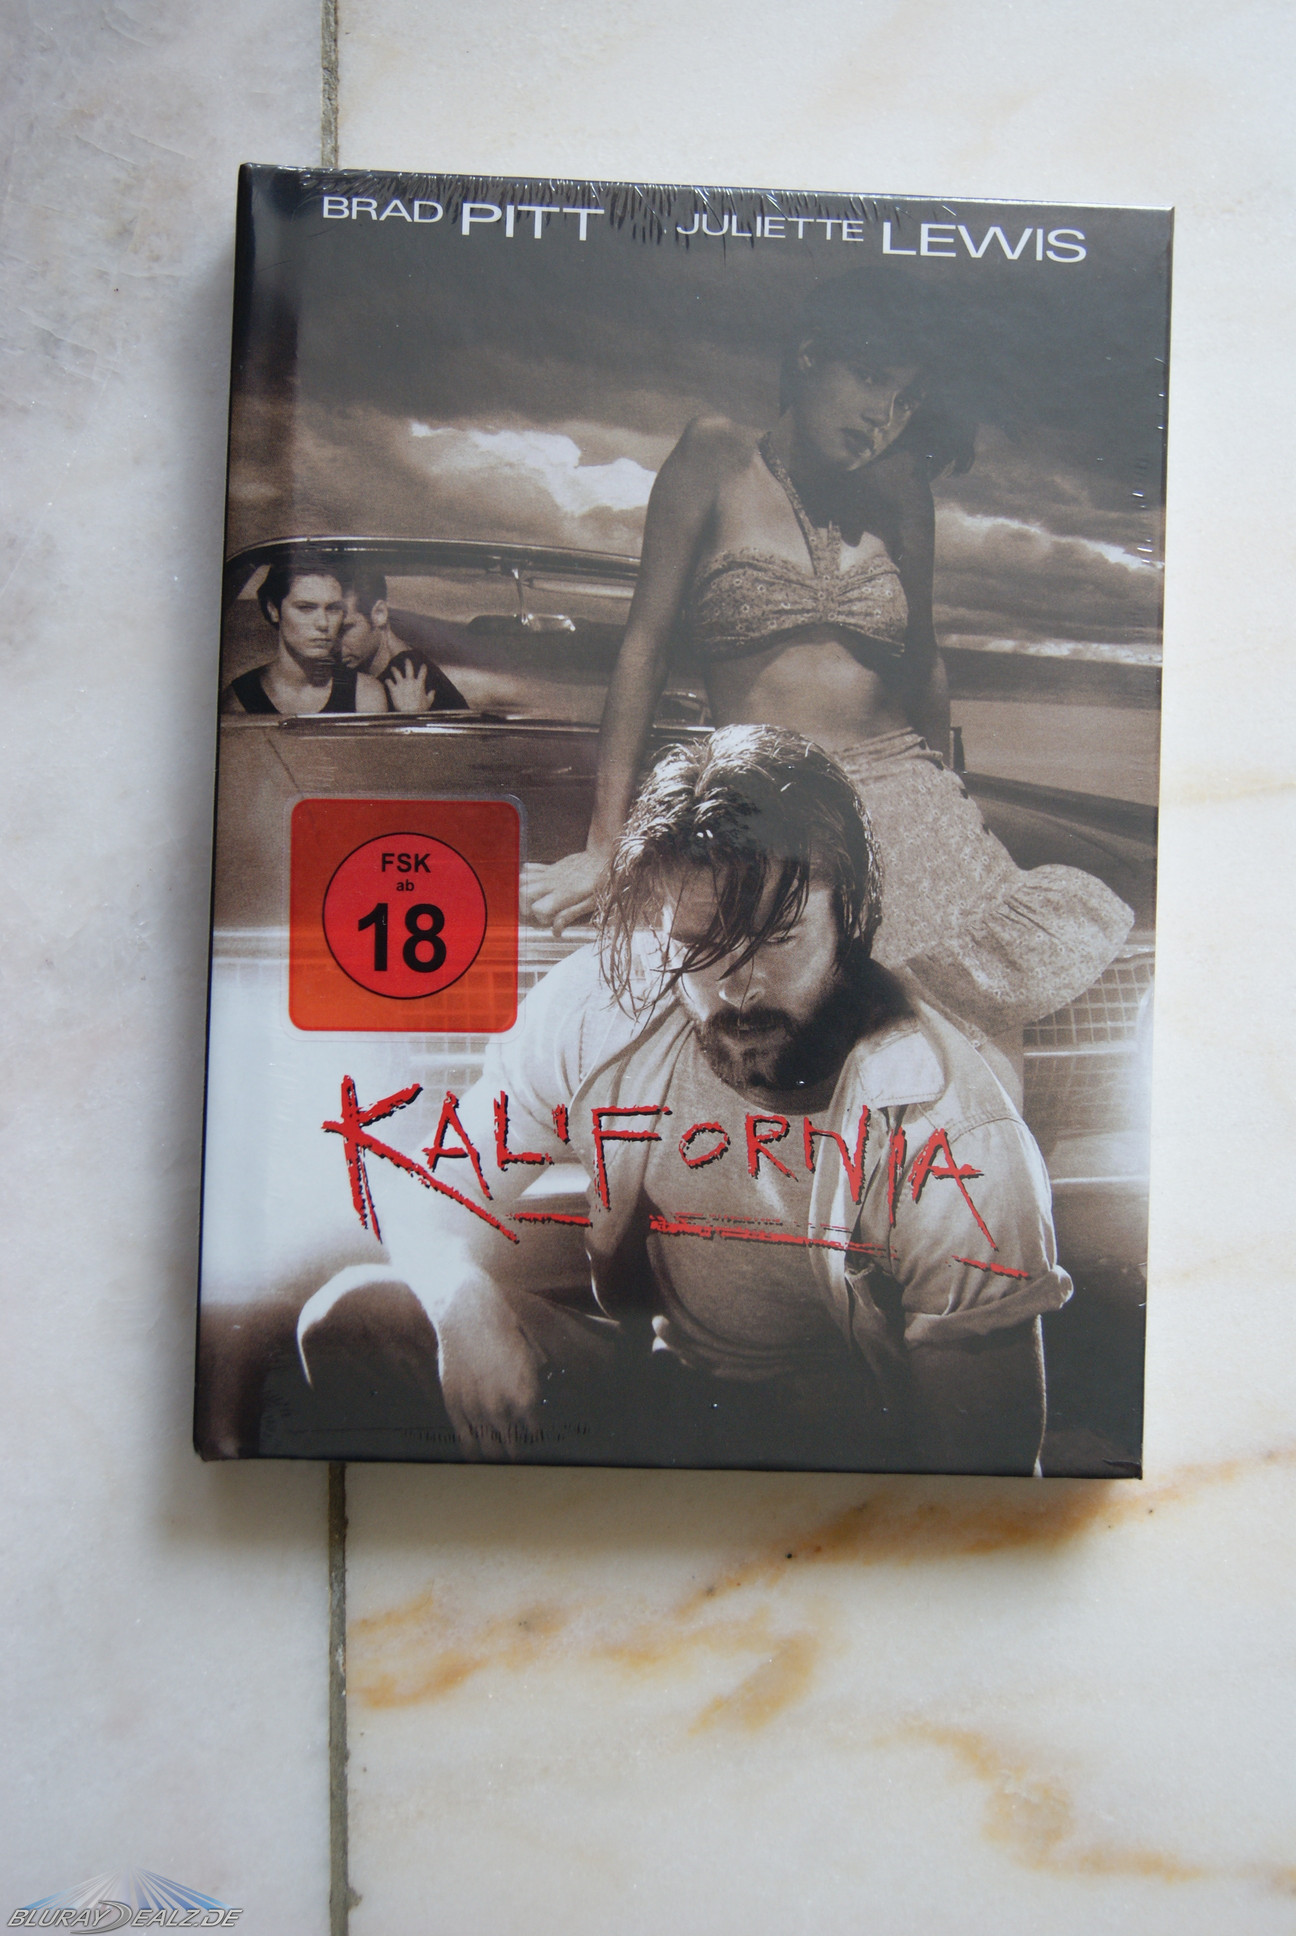 BRAD PITT JULIETTE LEWIS
FSK
ab
18
KALIFORNIA
BLURAYDEALZ.DE